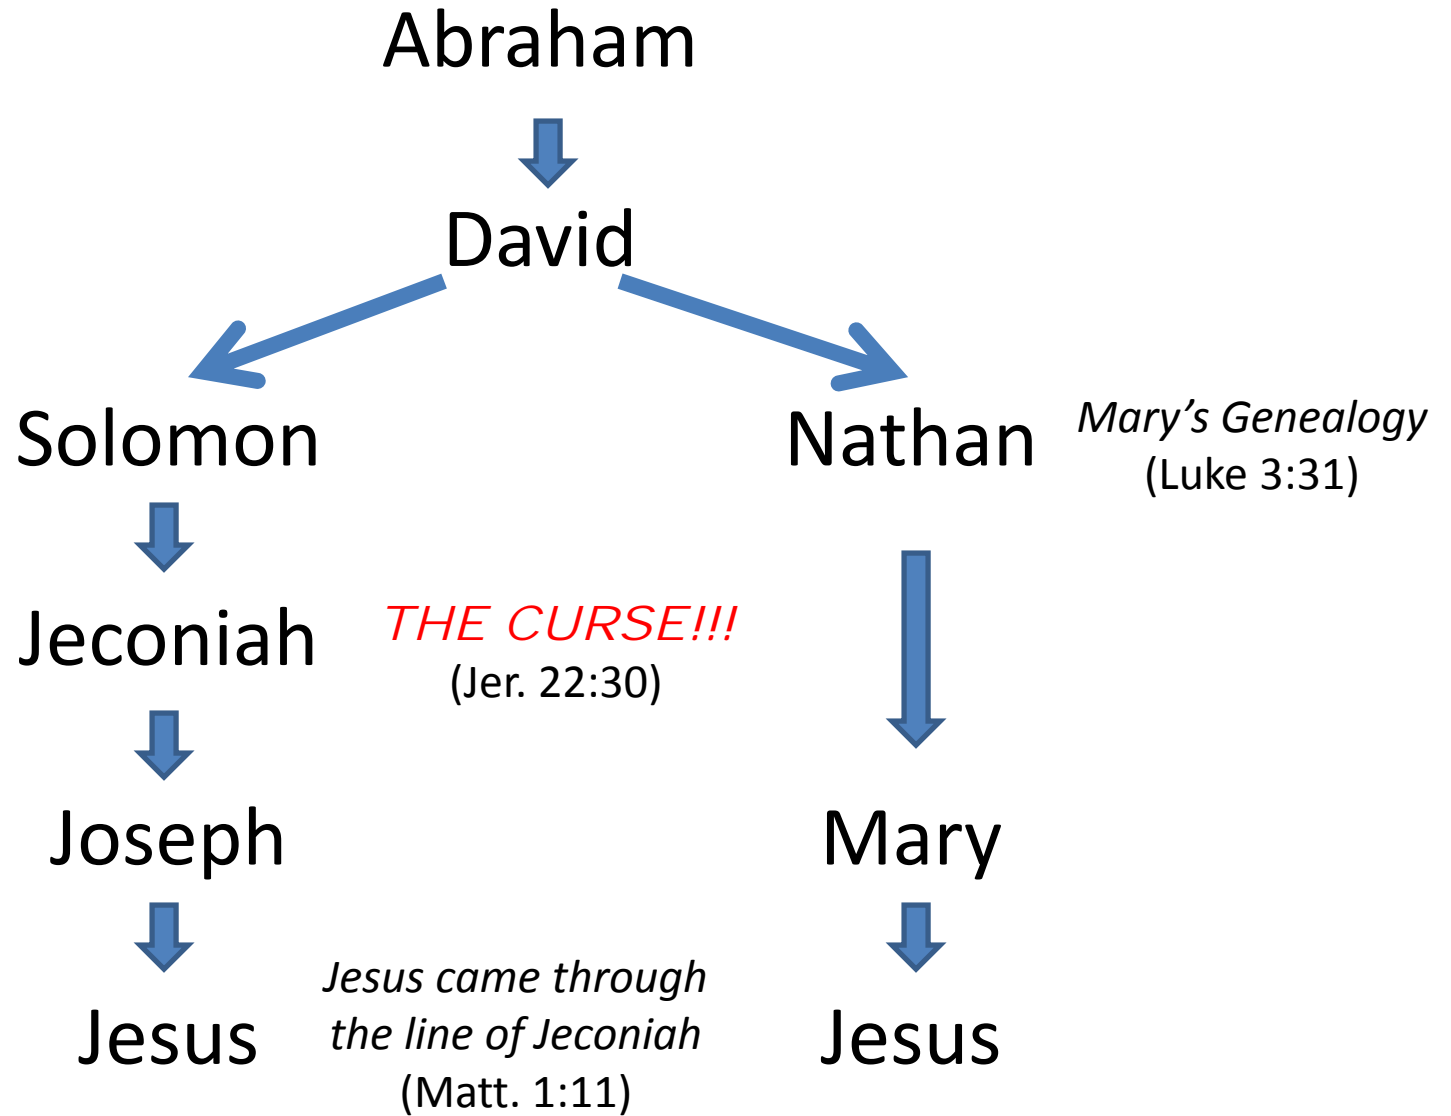 Abraham
David
Solomon
Nathan
Mary’s Genealogy
(Luke 3:31)
Jeconiah
THE CURSE!!!
(Jer. 22:30)
Joseph
Mary
Jesus
Jesus came through
the line of Jeconiah
(Matt. 1:11)
Jesus